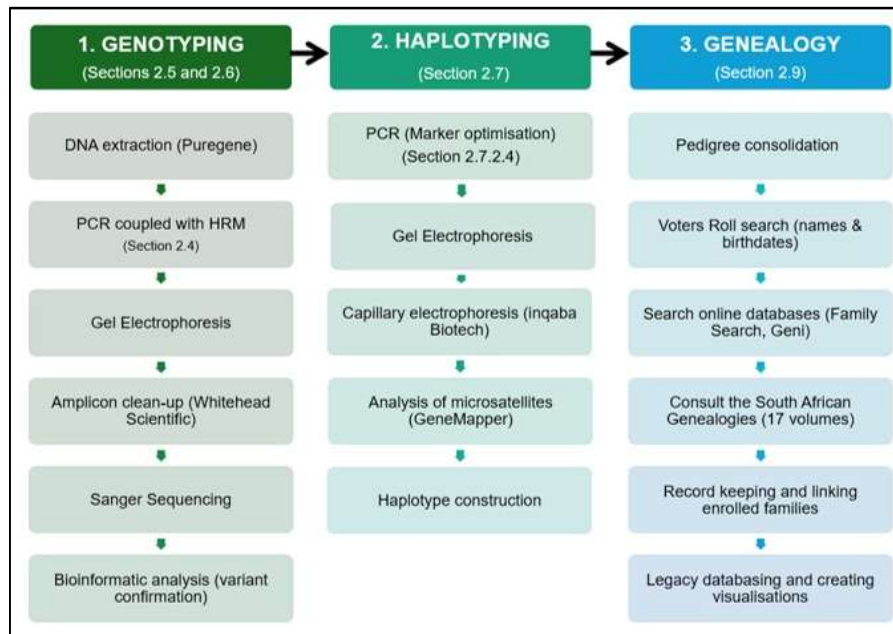 1. GENOTYPING
(Sections 2.5 and 2.6)
DNA extraction (Puregene)
PCR coupled with HRM
(Section 2.4)
Gel Electrophoresis
Amplicon clean-up (Whitehead
Scientific)
Sanger Sequencing
Bioinformatic analysis (variant
confirmation)
2. HAPLOTYPING
(Section 2.7)
PCR (Marker optimisation)
(Section 2.7.2.4)
Gel Electrophoresis
Capillary electrophoresis (inqaba
Biotech)
Analysis of microsatellites
(GeneMapper)
Haplotype construction
3. GENEALOGY
(Section 2.9)
Pedigree consolidation
Voters Roll search (names &
birthdates)
Search online databases (Family
Search, Geni)
Consult the South African
Genealogies (17 volumes)
Record keeping and linking
enrolled families
Legacy databasing and creating
visualisations